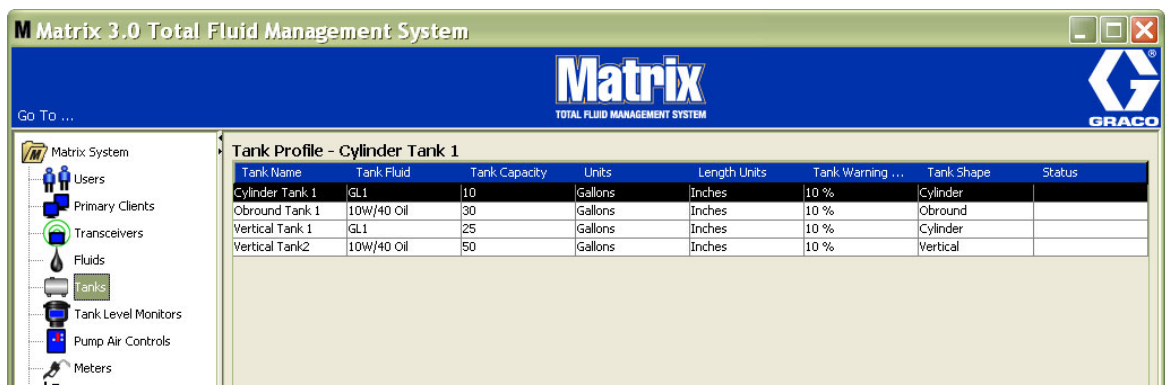 M Matrix 3.0 Total Fluid Management System
Matrix
TOTAL FLUID MANAGEMENT SYSTEM
GRACO
Go To ...
Matrix System
Users
Primary Clients
Transceivers
Fluids
Tanks
Tank Level Monitors
Pump Air Controls
Meters
Tank Profile - Cylinder Tank 1
Tank Name Tank Fluid Tank Capacity Units Length Units Tank Warning ... Tank Shape Status
Cylinder Tank 1 GL1 10 Gallons Inches 10 % Cylinder
Obround Tank 1 10W/40 Oil 30 Gallons Inches 10 % Obround
Vertical Tank 1 GL1 25 Gallons Inches 10 % Cylinder
Vertical Tank2 10W/40 Oil 50 Gallons Inches 10 % Vertical